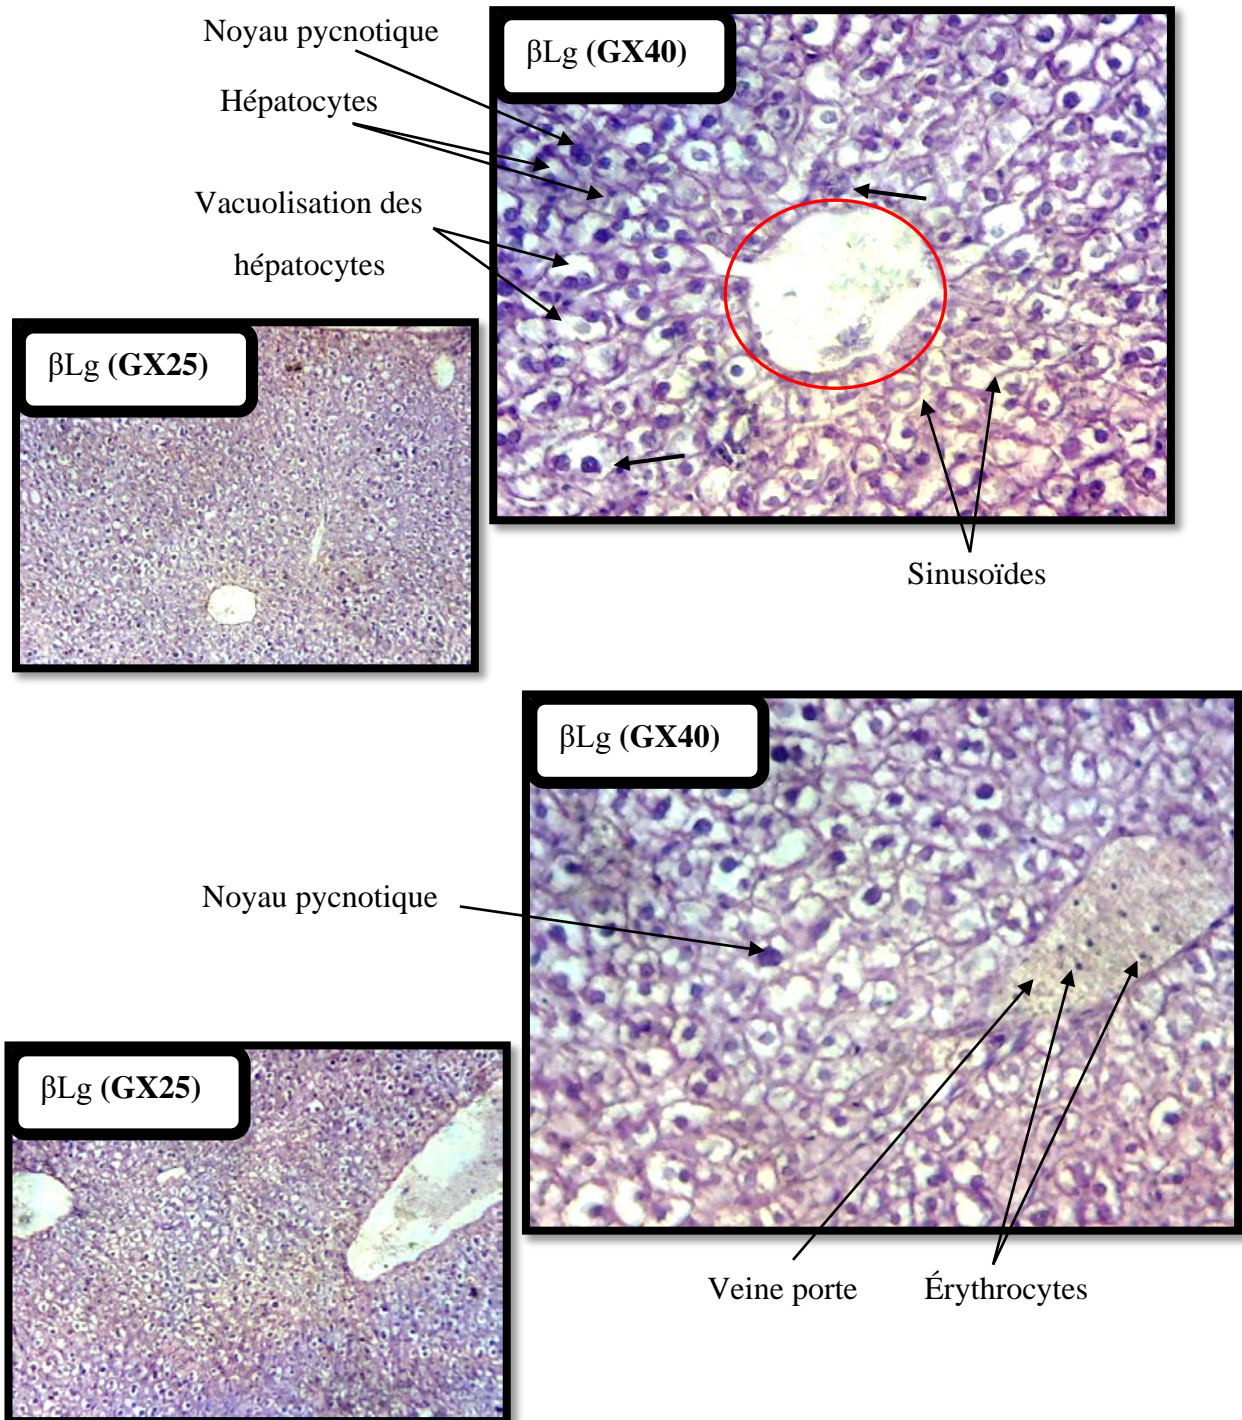 Noyau pycnotique
Hépatocytes
Vacuolisation des
hépatocytes
βLg (GX40)
βLg (GX25)
Sinusoïdes
βLg (GX40)
Noyau pycnotique
βLg (GX25)
Veine porte
Érythrocytes